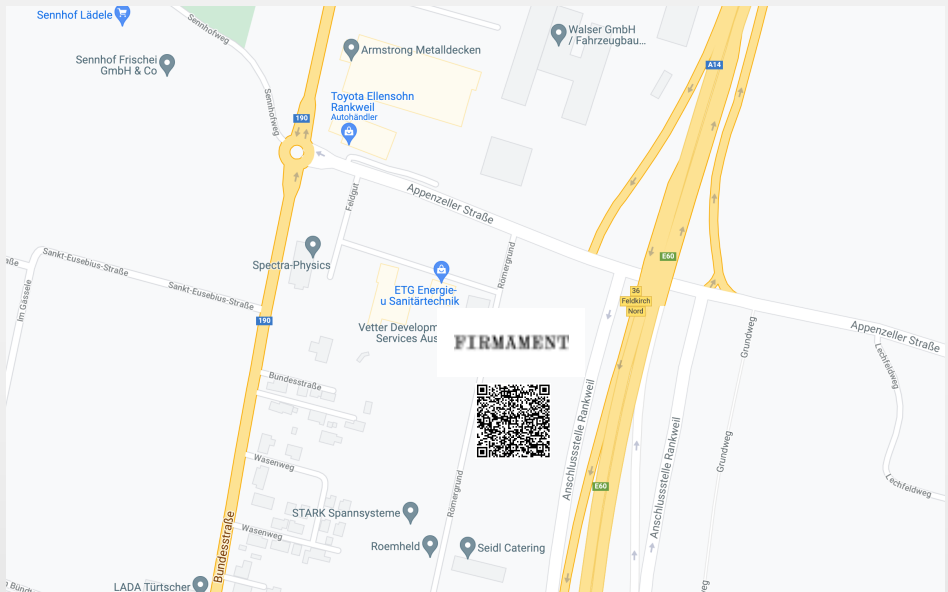 Sennhof Lädele
Sennhofweg
Walser GmbH
/ Fahrzeugbau...
Armstrong Metalldecken
Sennhof Frischei
GmbH & Co
A14
Toyota Ellensohn
Rankweil
Autohändler
Sennhofweg
190
Appenzeller Straße
Feldgut
Römergrund
Spectra-Physics
E60
Sankt-Eusebius-Straße
aße
Sankt-Eusebius-Straße
Im Gässele
ETG Energie-
u Sanitärtechnik
36
Feldkirch
Nord
190
Vetter Developm
Services Aus
FIRMAMENT
Appenzeller Straße
Grundweg
Lechfeldweg
Bundesstraße
Anschlussstelle Rankweil
Grundweg
Anschlussstelle Rankweil
Wasenweg
Römergrund
Lechfeldweg
E60
STARK Spannsysteme
Bundesstraße
Wasenweg
Roemheld
Seidl Catering
LADA Türtscher
n Bündt
weg